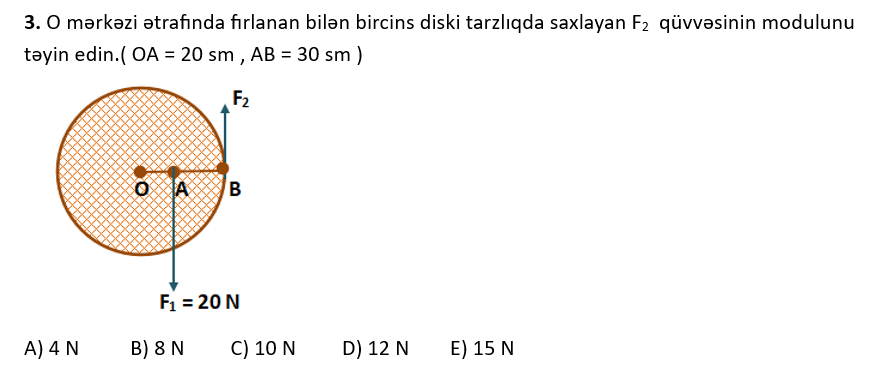 3. O mərkəzi ətrafında fırlanan bilən bircins diski tarzlıqda saxlayan F₂ qüvvəsinin modulunu
təyin edin.( OA = 20 sm , AB = 30 sm )
F₂
O A B
F₁ = 20 N
A) 4 N B) 8 N C) 10 N D) 12 N E) 15 N